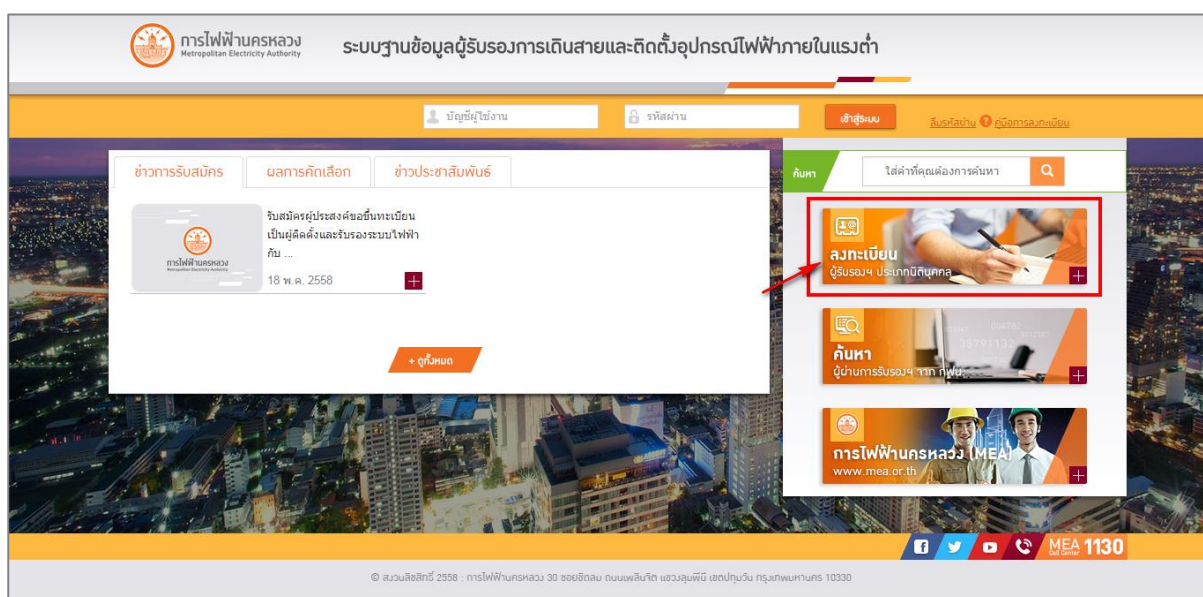 การไฟฟ้านครหลวง
Metropolitan Electricity Authority
ระบบฐานข้อมูลผู้รับรองการเดินสายและติดตั้งอุปกรณ์ไฟฟ้าภายในแรงต่ำ
บัญชีผู้ใช้งาน
รหัสผ่าน
เข้าสู่ระบบ
ลืมรหัสผ่าน ? คู่มือการลงทะเบียน
ข่าวการรับสมัคร
ผลการคัดเลือก
ข่าวประชาสัมพันธ์
การไฟฟ้านครหลวง
Metropolitan Electricity Authority
รับสมัครผู้ประสงค์ขอขึ้นทะเบียน
เป็นผู้ติดตั้งและรับรองระบบไฟฟ้า
กับ ...
18 พ.ค. 2558
+ ดูทั้งหมด
ค้นหา
ใส่คำที่คุณต้องการค้นหา
ลงทะเบียน
ผู้รับรองฯ ประเภทนิติบุคคล
ค้นหา
ผู้ผ่านการรับรองฯ จาก กฟน.
การไฟฟ้านครหลวง (MEA)
www.mea.or.th
MEA 1130
Call Center
© สงวนลิขสิทธิ์ 2558 : การไฟฟ้านครหลวง 30 ซอยชิดลม ถนนเพลินจิต แขวงลุมพินี เขตปทุมวัน กรุงเทพมหานคร 10330